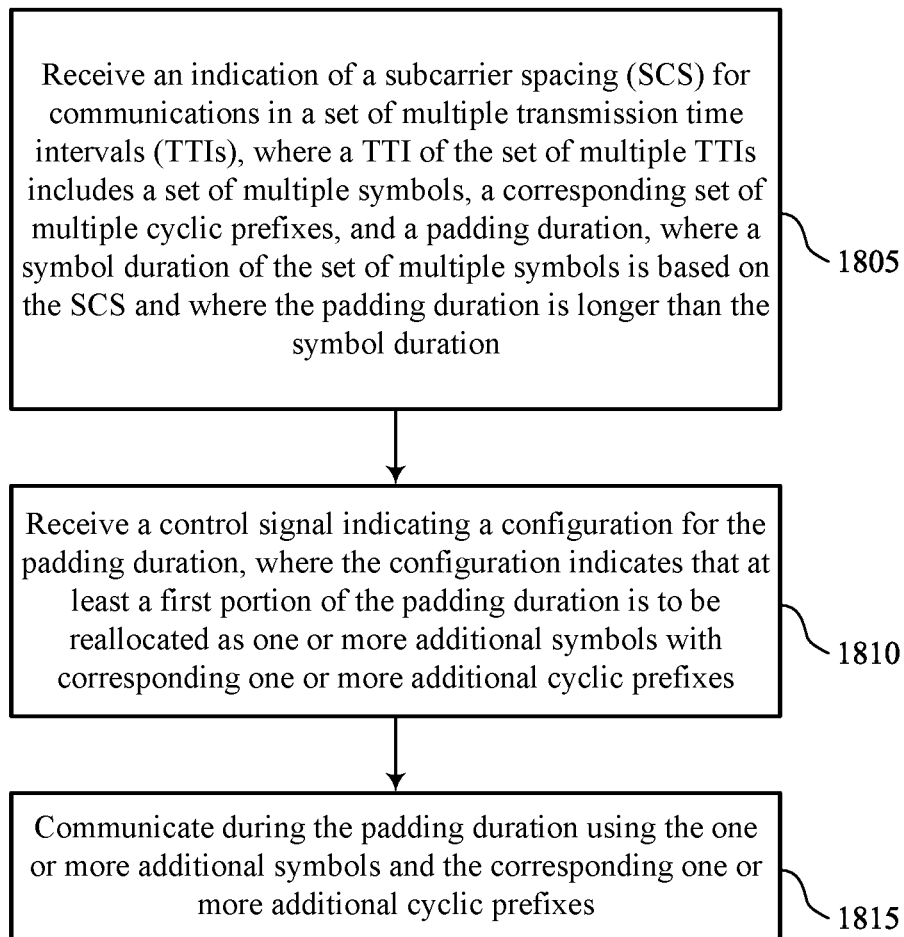 Receive an indication of a subcarrier spacing (SCS) for
communications in a set of multiple transmission time
intervals (TTIs), where a TTI of the set of multiple TTIs
includes a set of multiple symbols, a corresponding set of
multiple cyclic prefixes, and a padding duration, where a
symbol duration of the set of multiple symbols is based on
the SCS and where the padding duration is longer than the
symbol duration
1805
Receive a control signal indicating a configuration for the
padding duration, where the configuration indicates that at
least a first portion of the padding duration is to be
reallocated as one or more additional symbols with
corresponding one or more additional cyclic prefixes
1810
Communicate during the padding duration using the one
or more additional symbols and the corresponding one or
more additional cyclic prefixes
1815